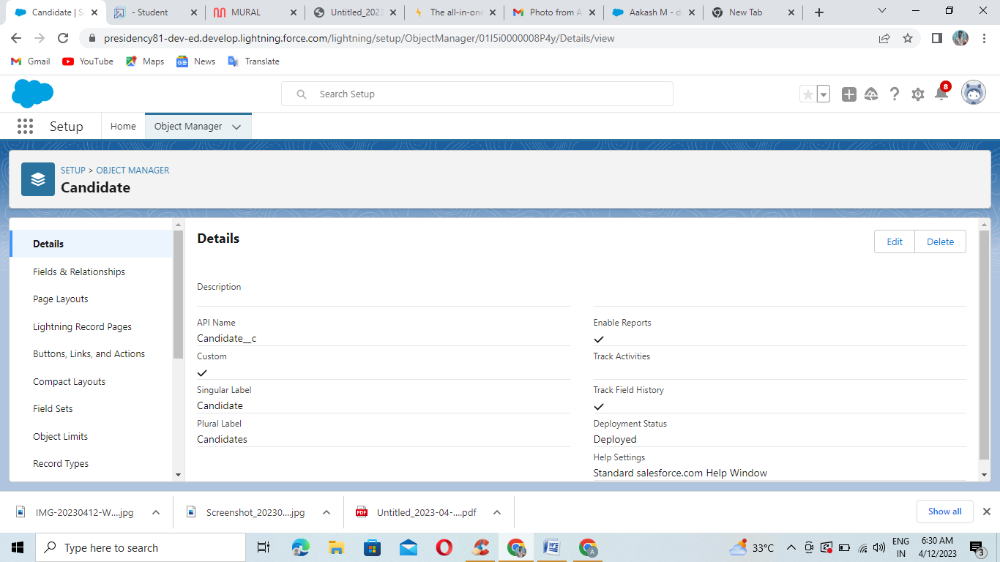 Candidate | S
- Student
MURAL
Untitled_2023
The all-in-one
Photo from A
Aakash M - d
New Tab
presidency81-dev-ed.develop.lightning.force.com/lightning/setup/ObjectManager/01I5i0000008P4y/Details/view
Gmail YouTube Maps News Translate
Search Setup
8
Setup Home Object Manager
SETUP > OBJECT MANAGER
Candidate
Details
Fields & Relationships
Page Layouts
Lightning Record Pages
Buttons, Links, and Actions
Compact Layouts
Field Sets
Object Limits
Record Types
Details
Edit Delete
Description
API Name
Candidate__c
Custom
Singular Label
Candidate
Plural Label
Candidates
Enable Reports
Track Activities
Track Field History
Deployment Status
Deployed
Help Settings
Standard salesforce.com Help Window
IMG-20230412-W....jpg
Screenshot_20230....jpg
PDF
Untitled_2023-04-....pdf
Show all
Type here to search
33°C
ENG
IN
6:30 AM
4/12/2023
3